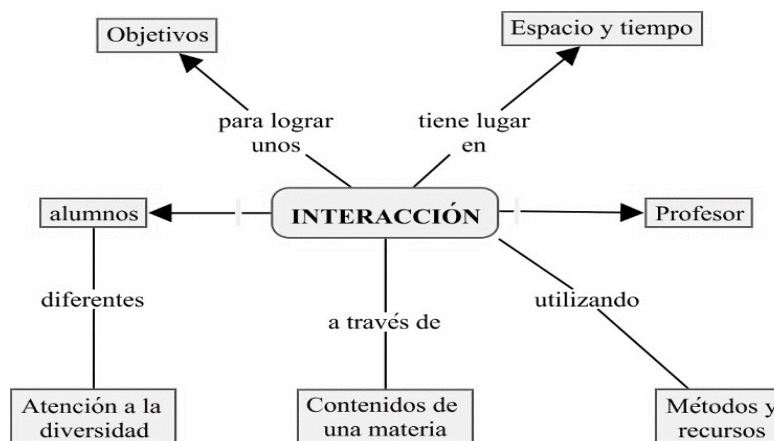 Objetivos
Espacio y tiempo
para lograr
unos
tiene lugar
en
alumnos
INTERACCIÓN
Profesor
diferentes
a través de
utilizando
Atención a la
diversidad
Contenidos de
una materia
Métodos y
recursos